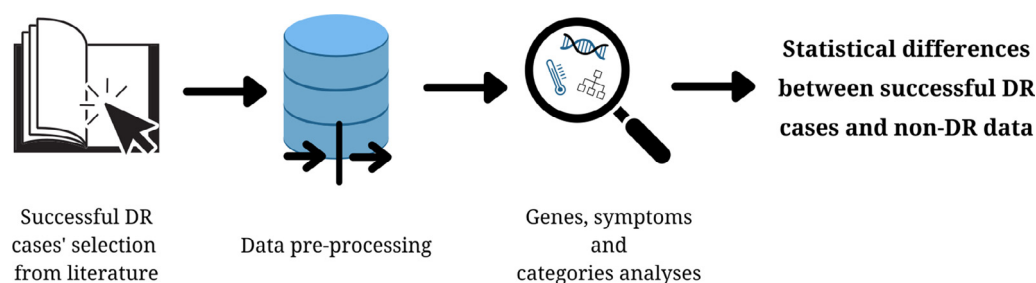 Successful DR
cases' selection
from literature
Data pre-processing
Genes, symptoms
and
categories analyses
Statistical differences
between successful DR
cases and non-DR data